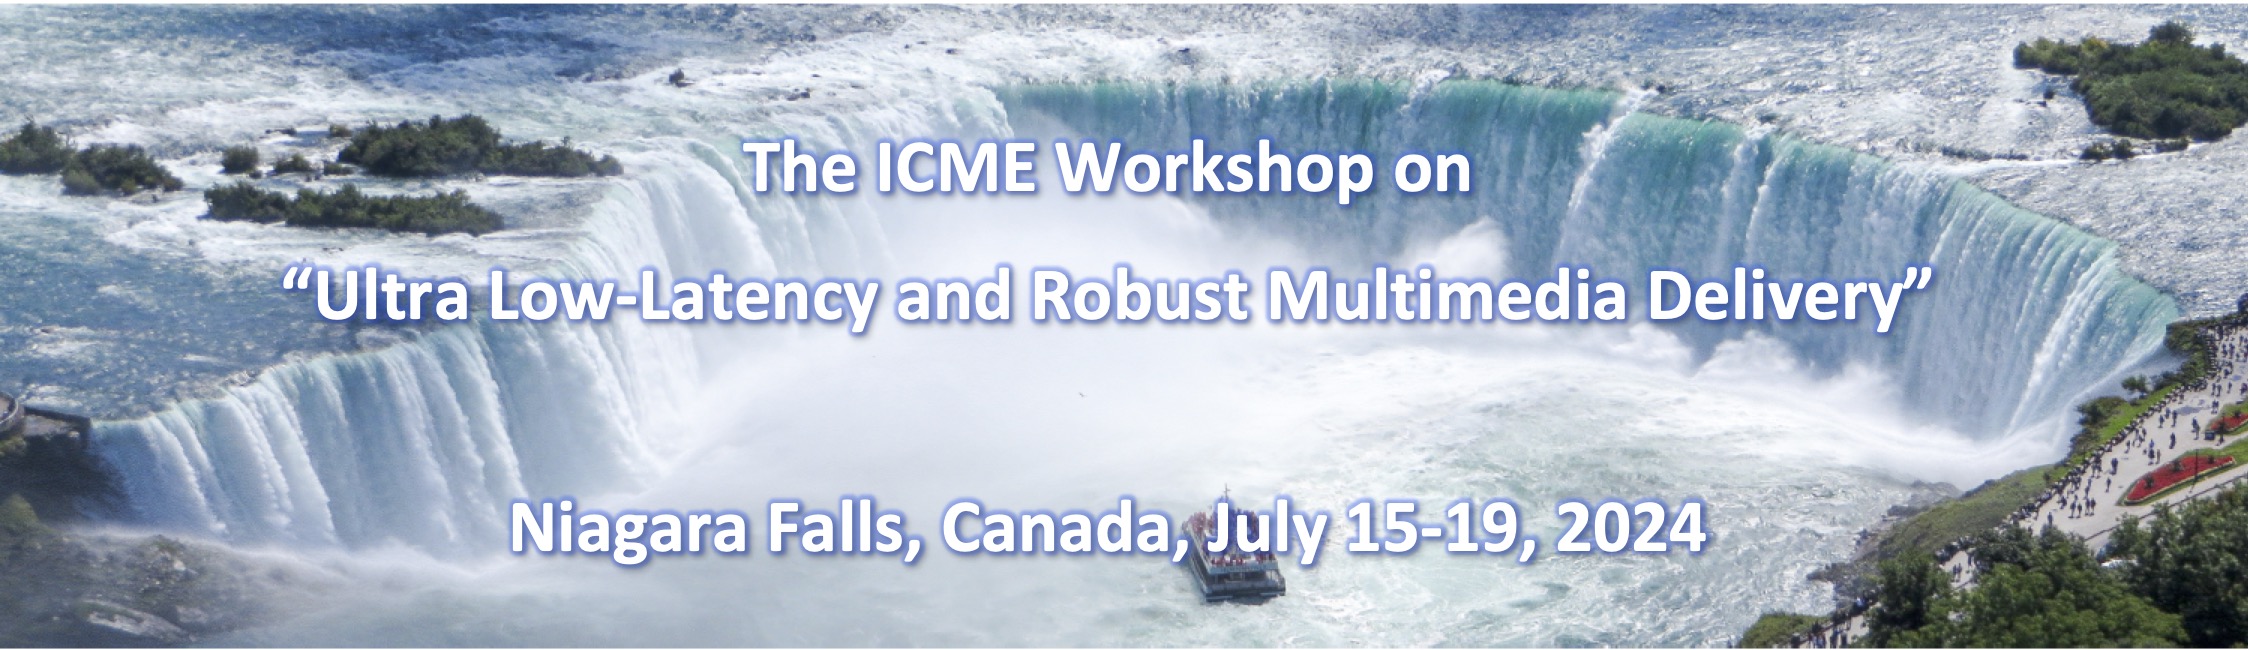 The ICME Workshop on
“Ultra Low-Latency and Robust Multimedia Delivery”
Niagara Falls, Canada, July 15-19, 2024